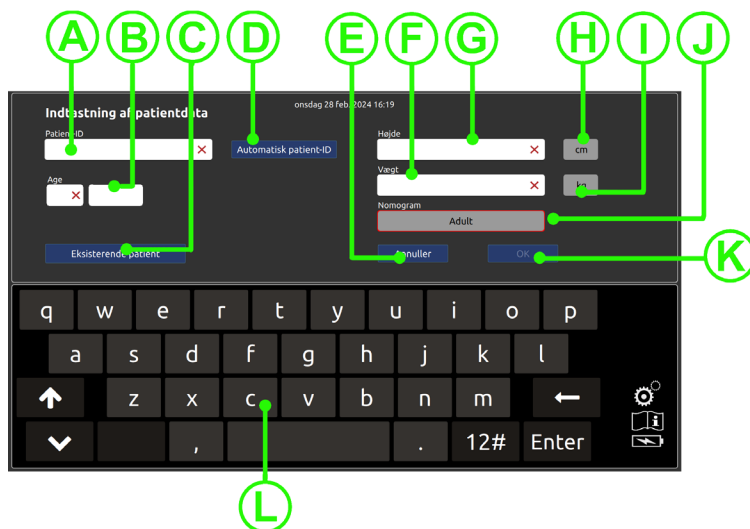 A B C D E F G H I J
onsdag 28 feb. 2024 16:19
Indtastning af patientdata
Patient-ID
Automatisk patient-ID
Højde
cm
Age
Vægt
kg
Nomogram
Adult
Eksisterende patient
Annuller
OK
K
q w e r t y u i o p
a s d f g h j k l
z x c v b n m
, . 12# Enter
L